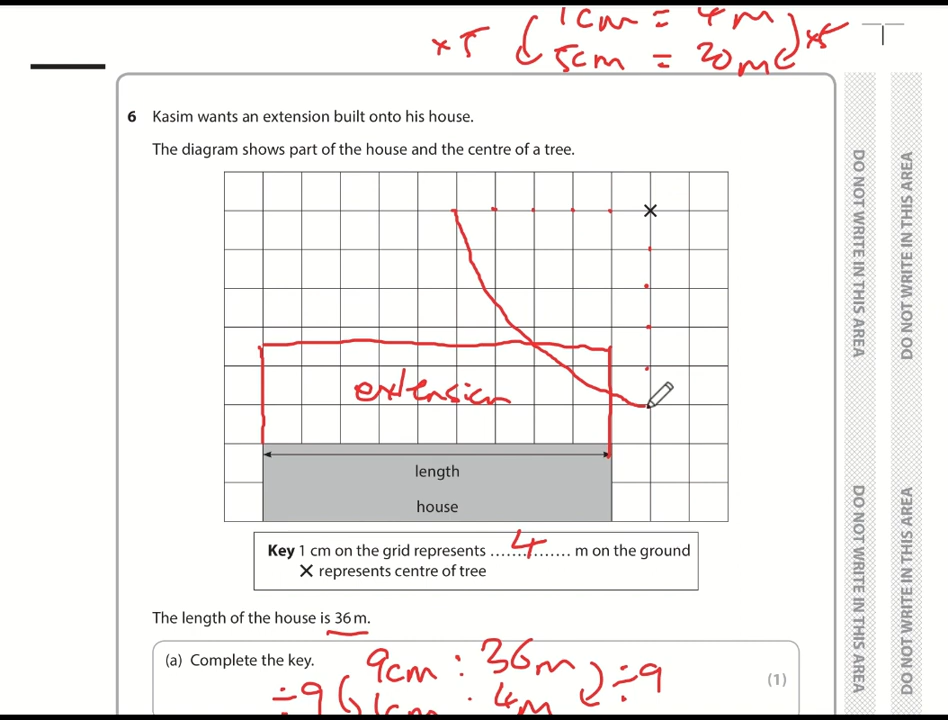 1cm = 4m
×5 5cm = 20m ×5
6 Kasim wants an extension built onto his house.
The diagram shows part of the house and the centre of a tree.
extension
length
house
Key 1 cm on the grid represents ...4... m on the ground
✕ represents centre of tree
The length of the house is 36 m.
(a) Complete the key.
9cm : 36m ÷9
(1)
÷9 1cm : 4m
DO NOT WRITE IN THIS AREA
DO NOT WRITE IN THIS AREA
DO NOT WRITE IN THIS AREA
DO NOT WRITE IN THIS AREA